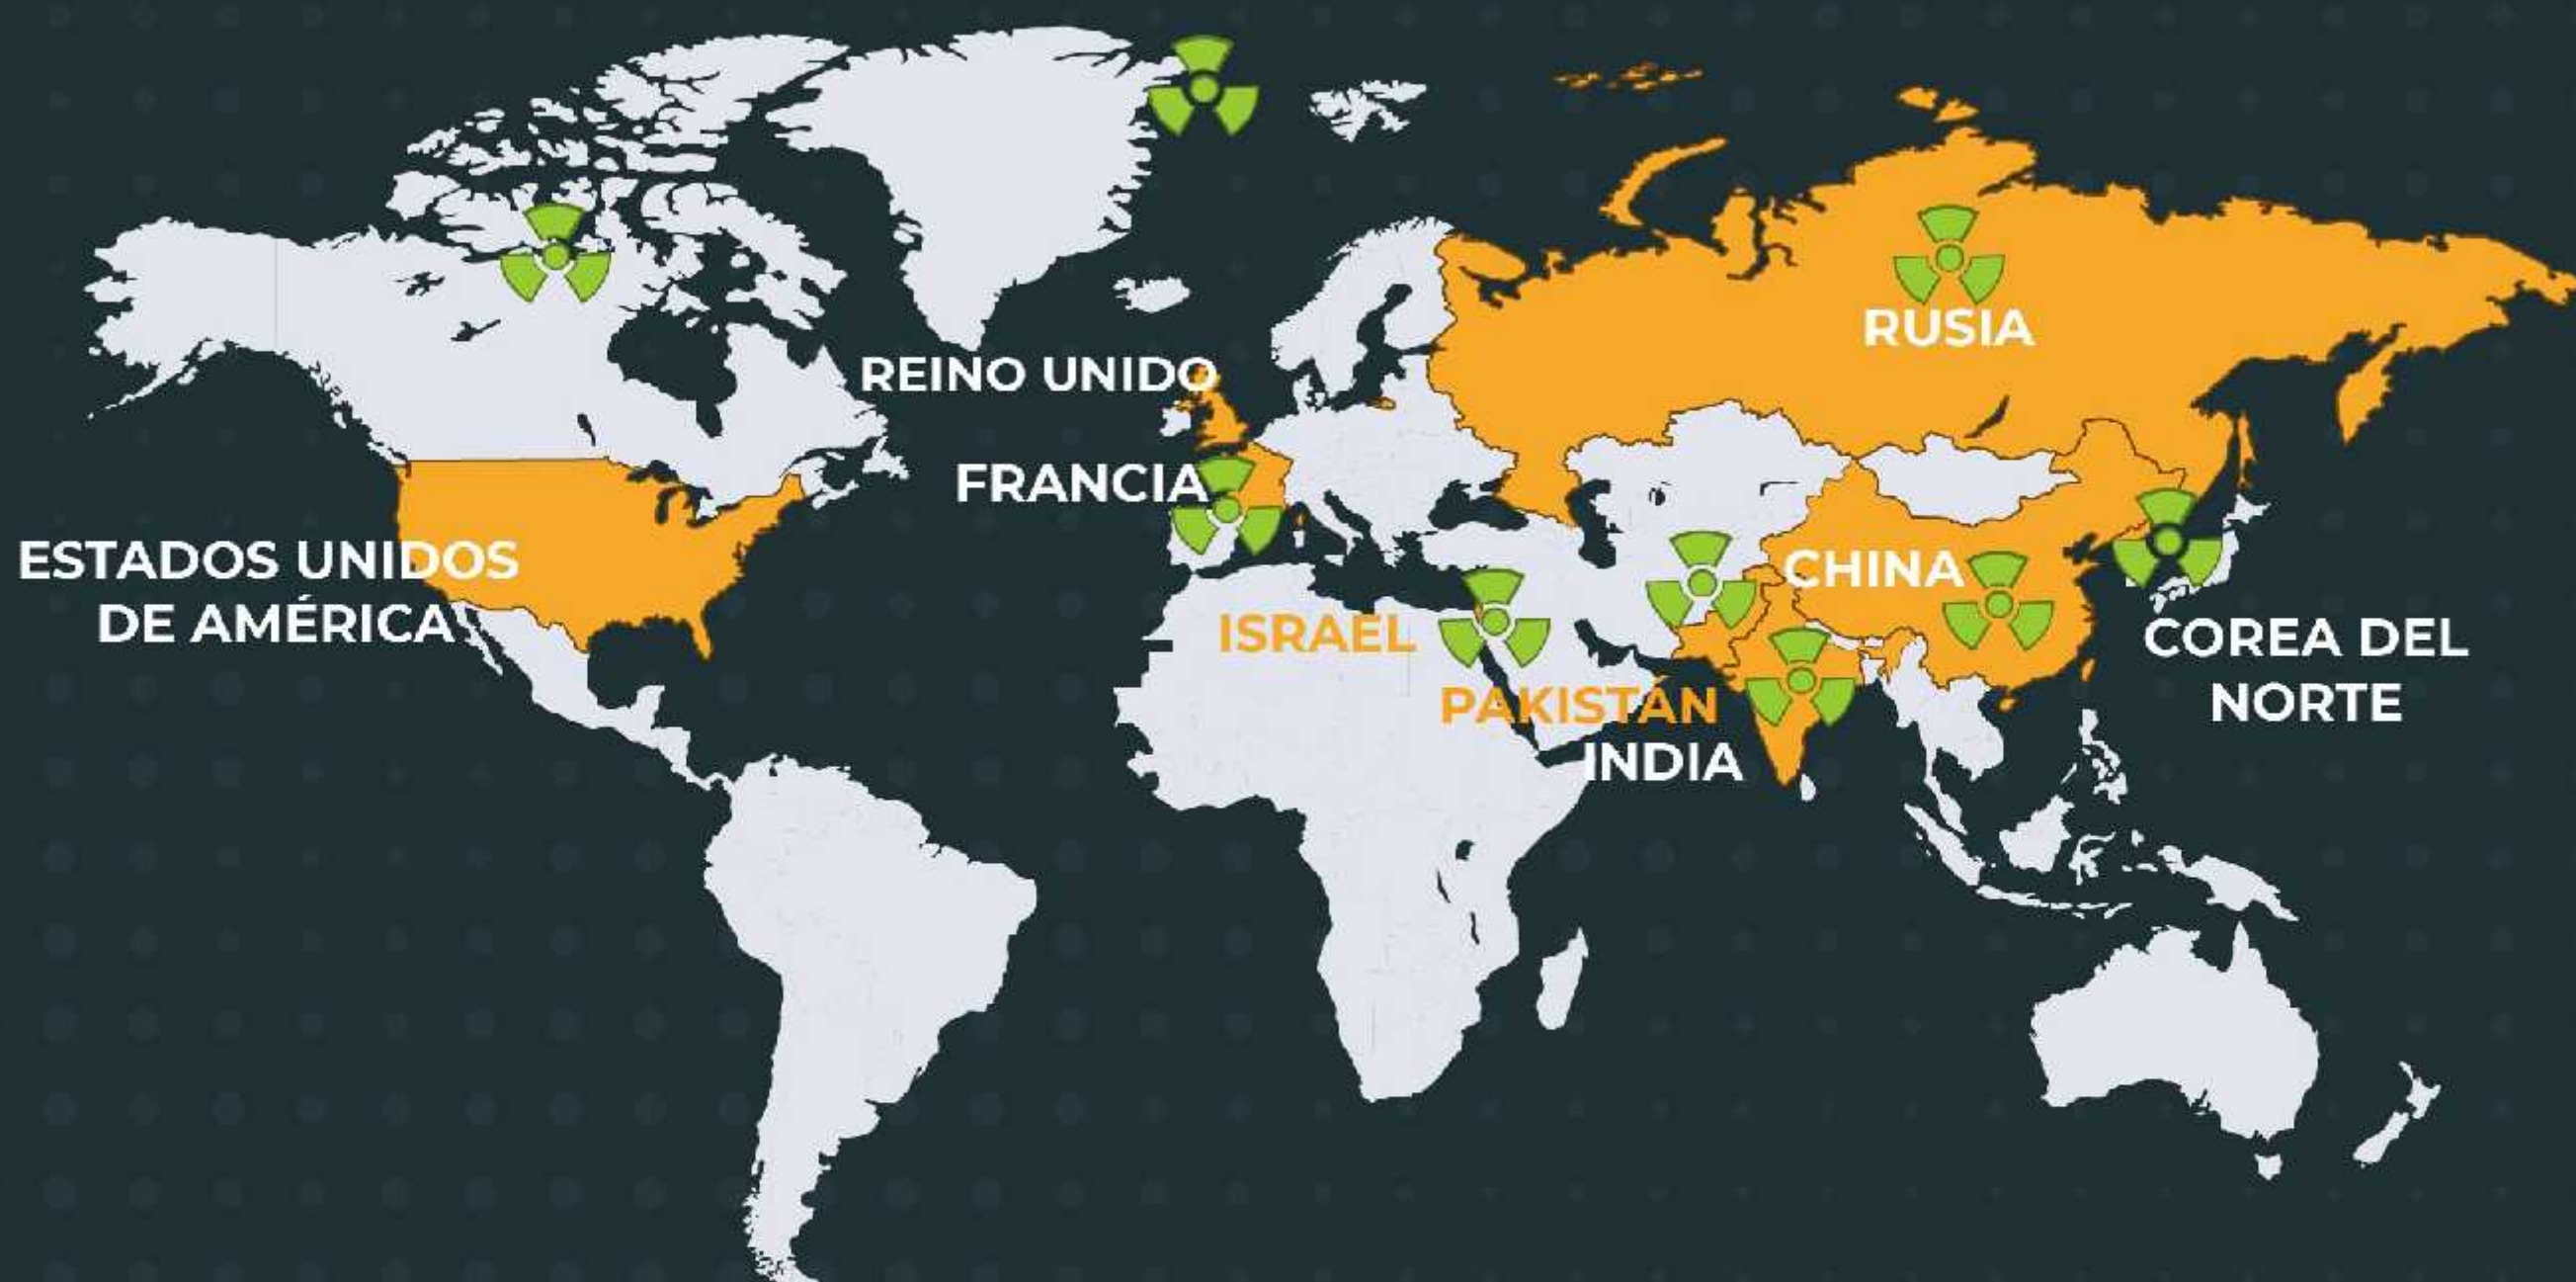 RUSIA
REINO UNIDO
FRANCIA
ESTADOS UNIDOS
DE AMÉRICA
CHINA
ISRAEL
COREA DEL
NORTE
PAKISTÁN
INDIA